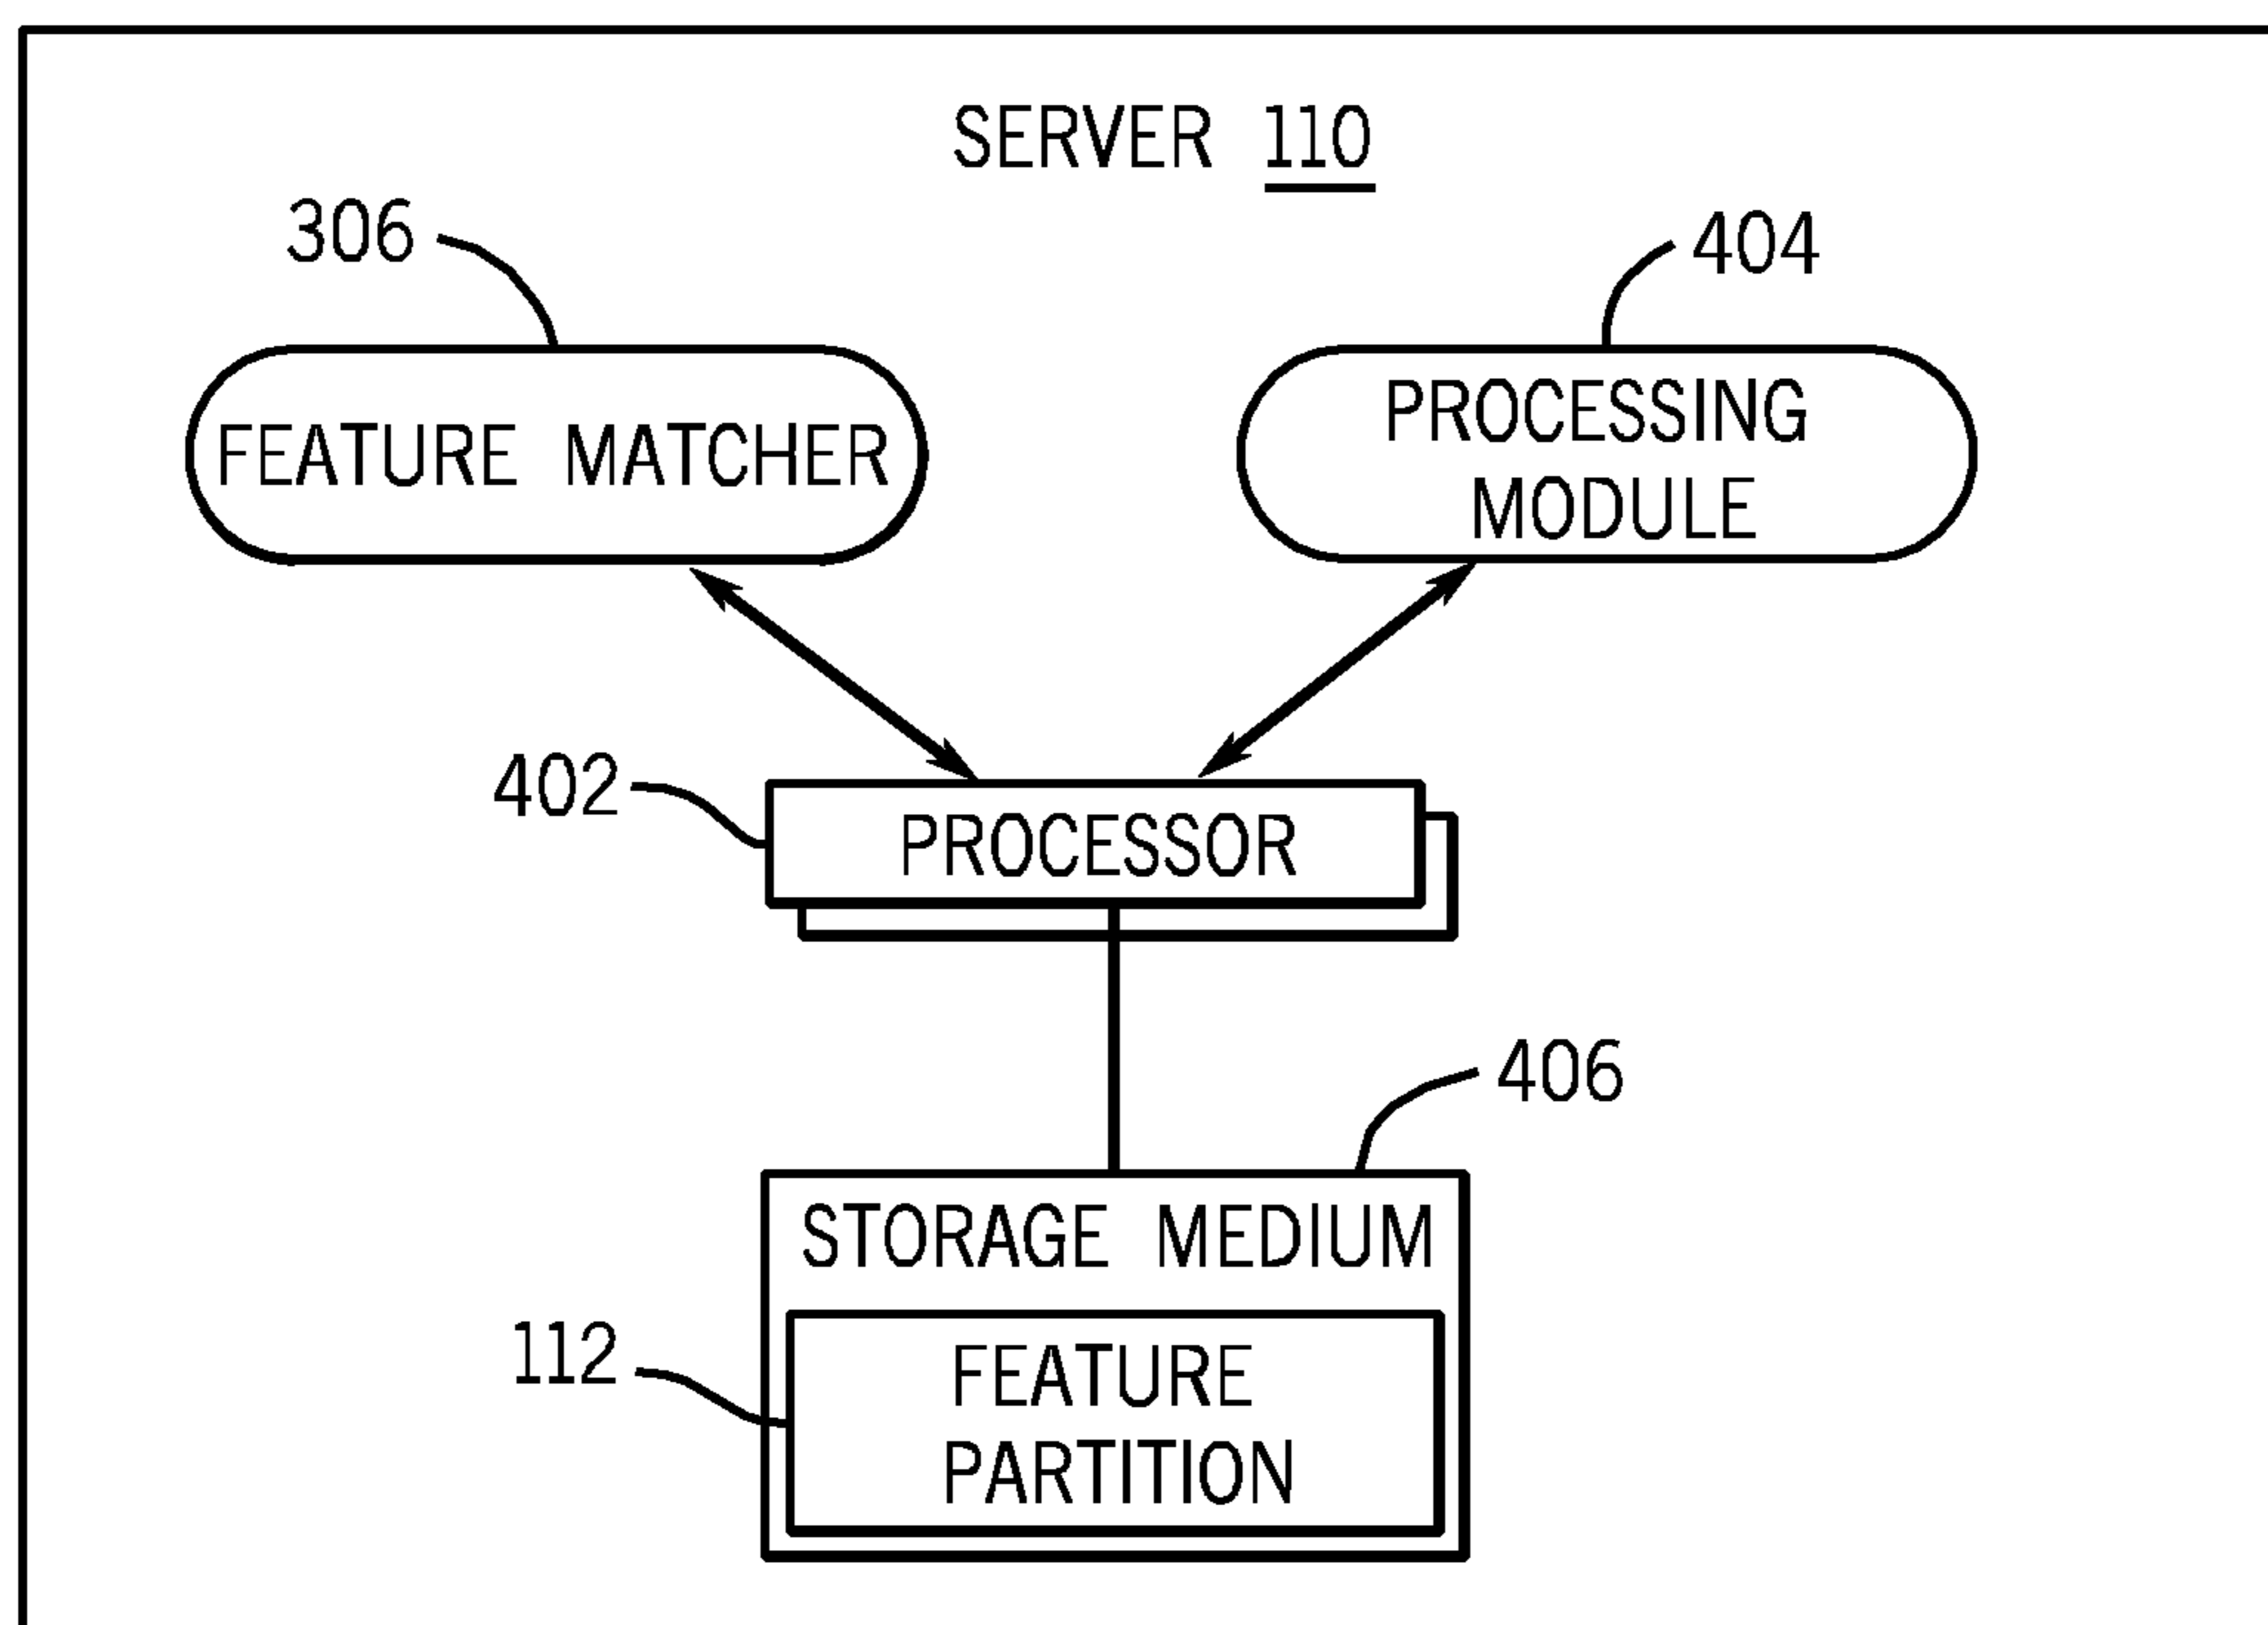 SERVER 110
306
404
FEATURE MATCHER
PROCESSING
MODULE
402
PROCESSOR
406
STORAGE MEDIUM
112
FEATURE
PARTITION